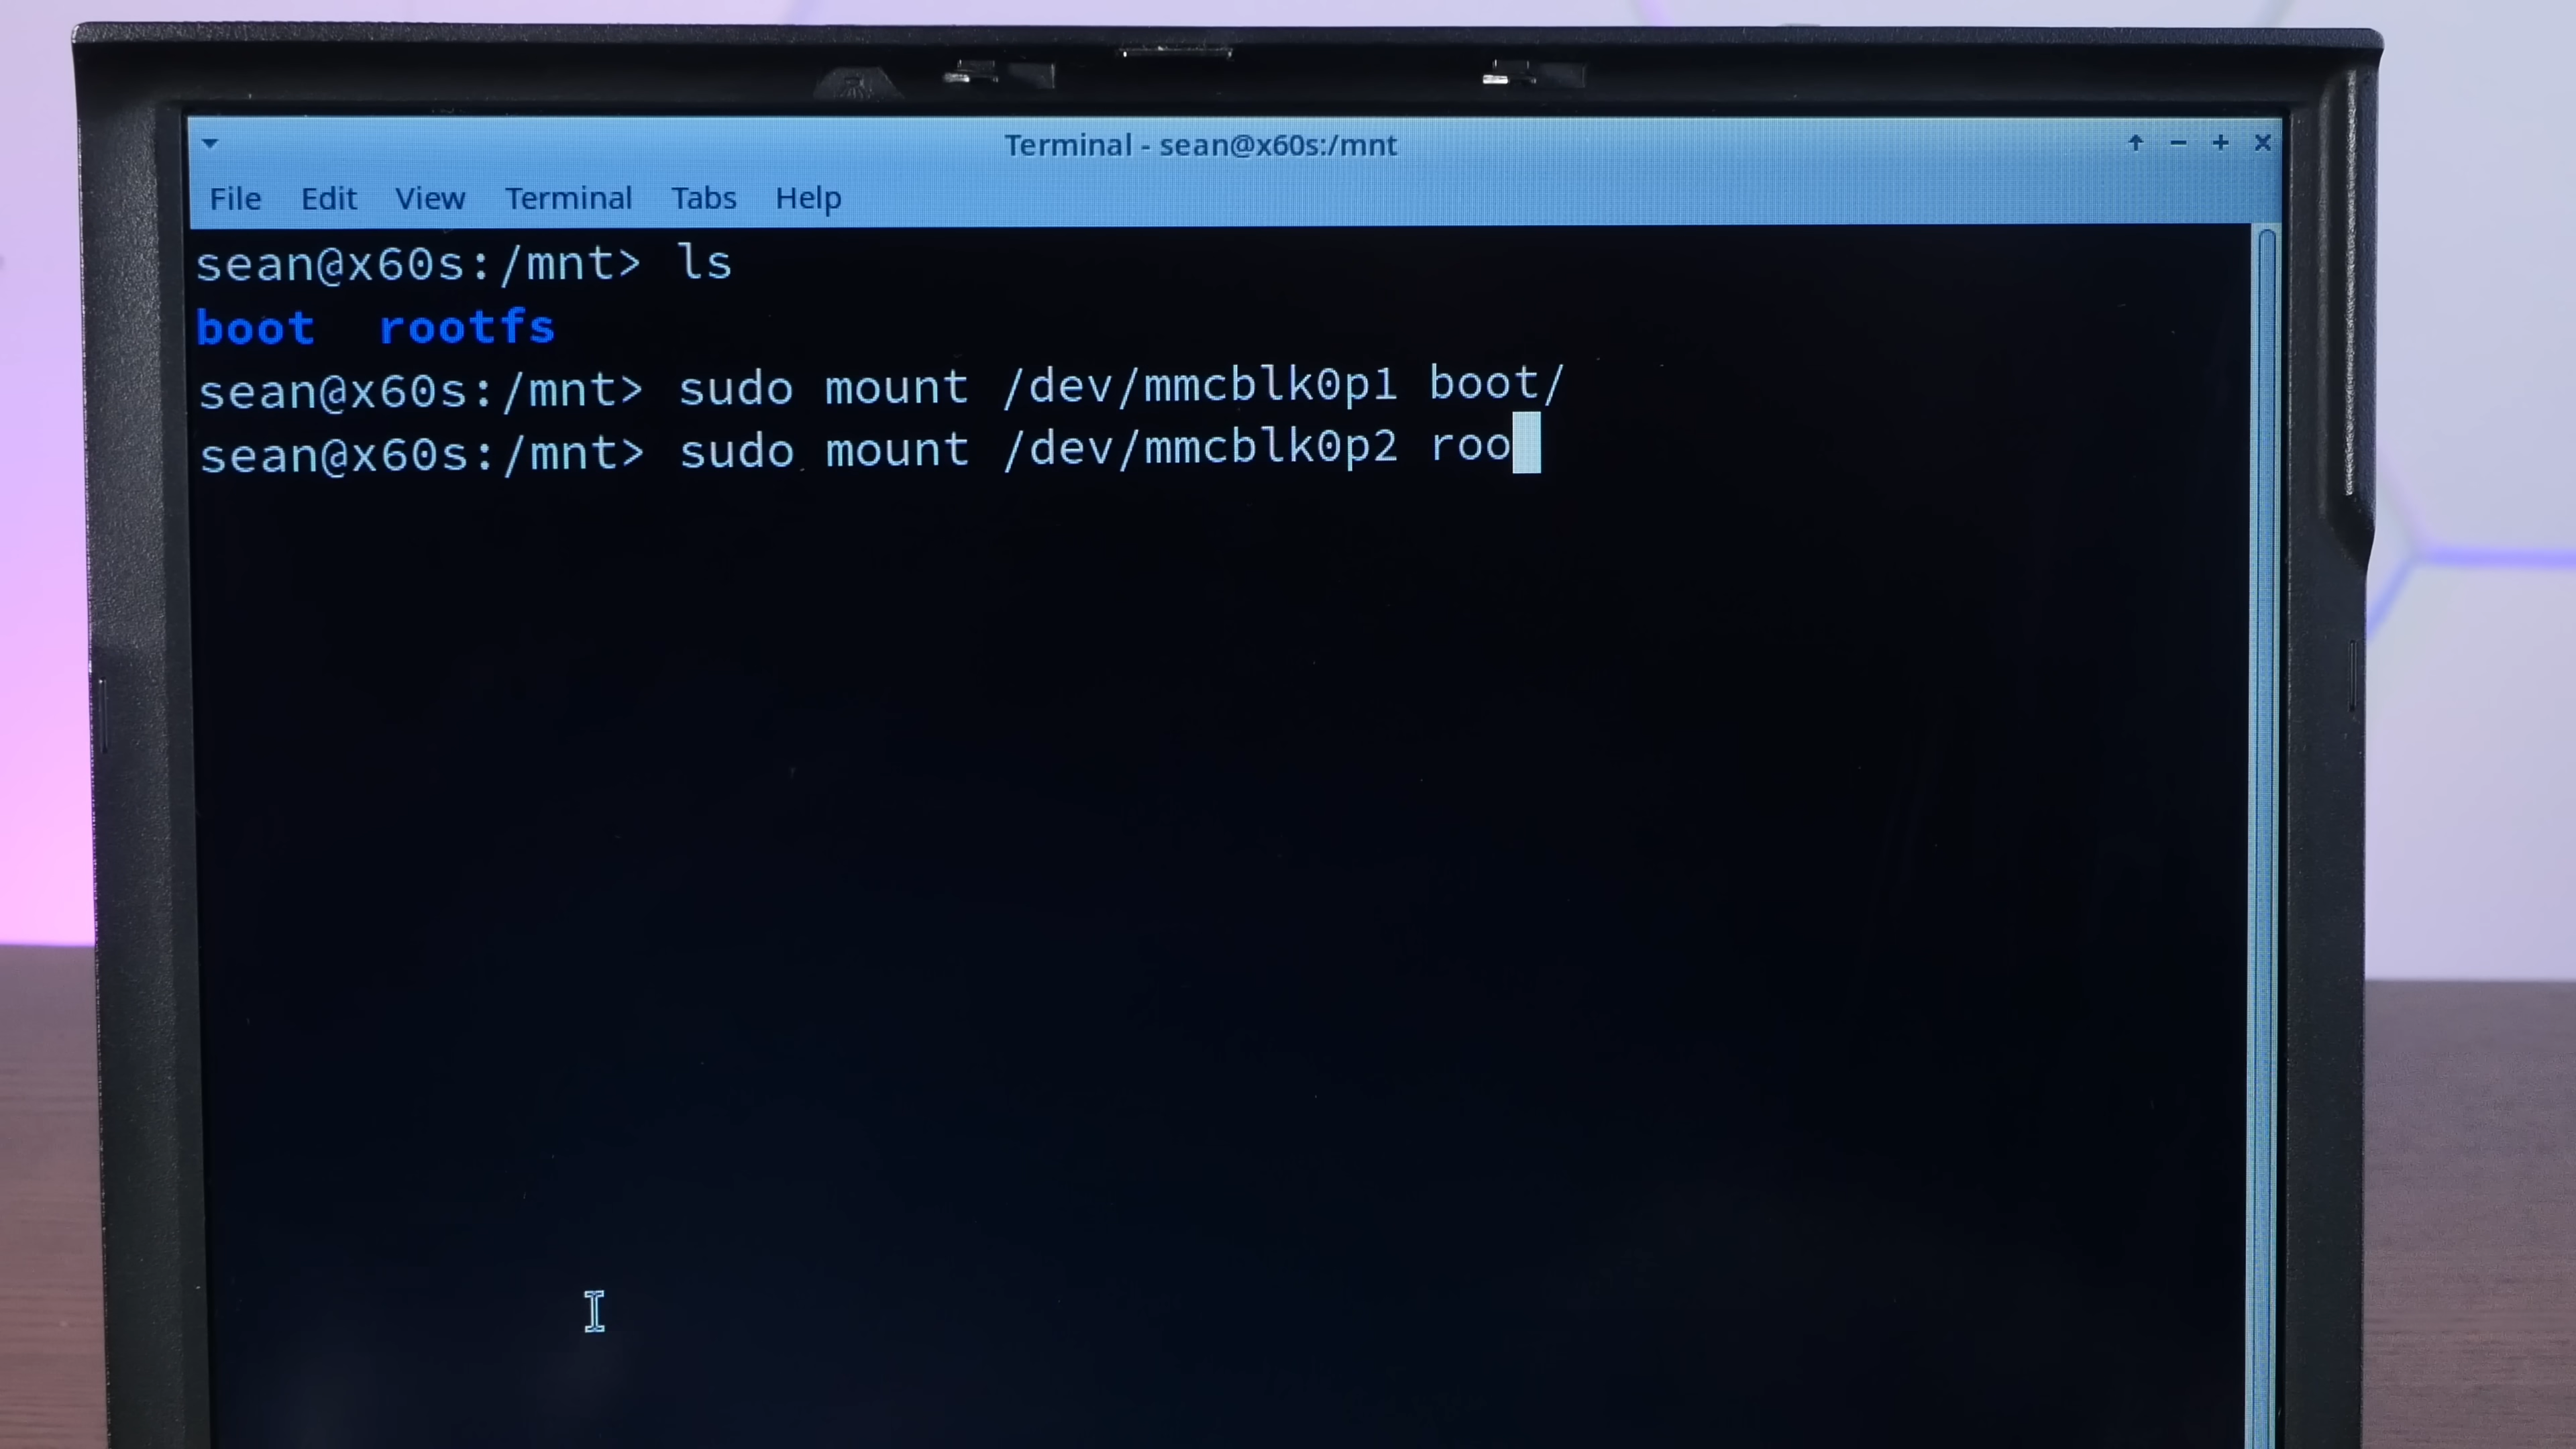 Terminal - sean@x60s:/mnt
File Edit View Terminal Tabs Help
sean@x60s:/mnt> ls
boot rootfs
sean@x60s:/mnt> sudo mount /dev/mmcblk0p1 boot/
sean@x60s:/mnt> sudo mount /dev/mmcblk0p2 roo